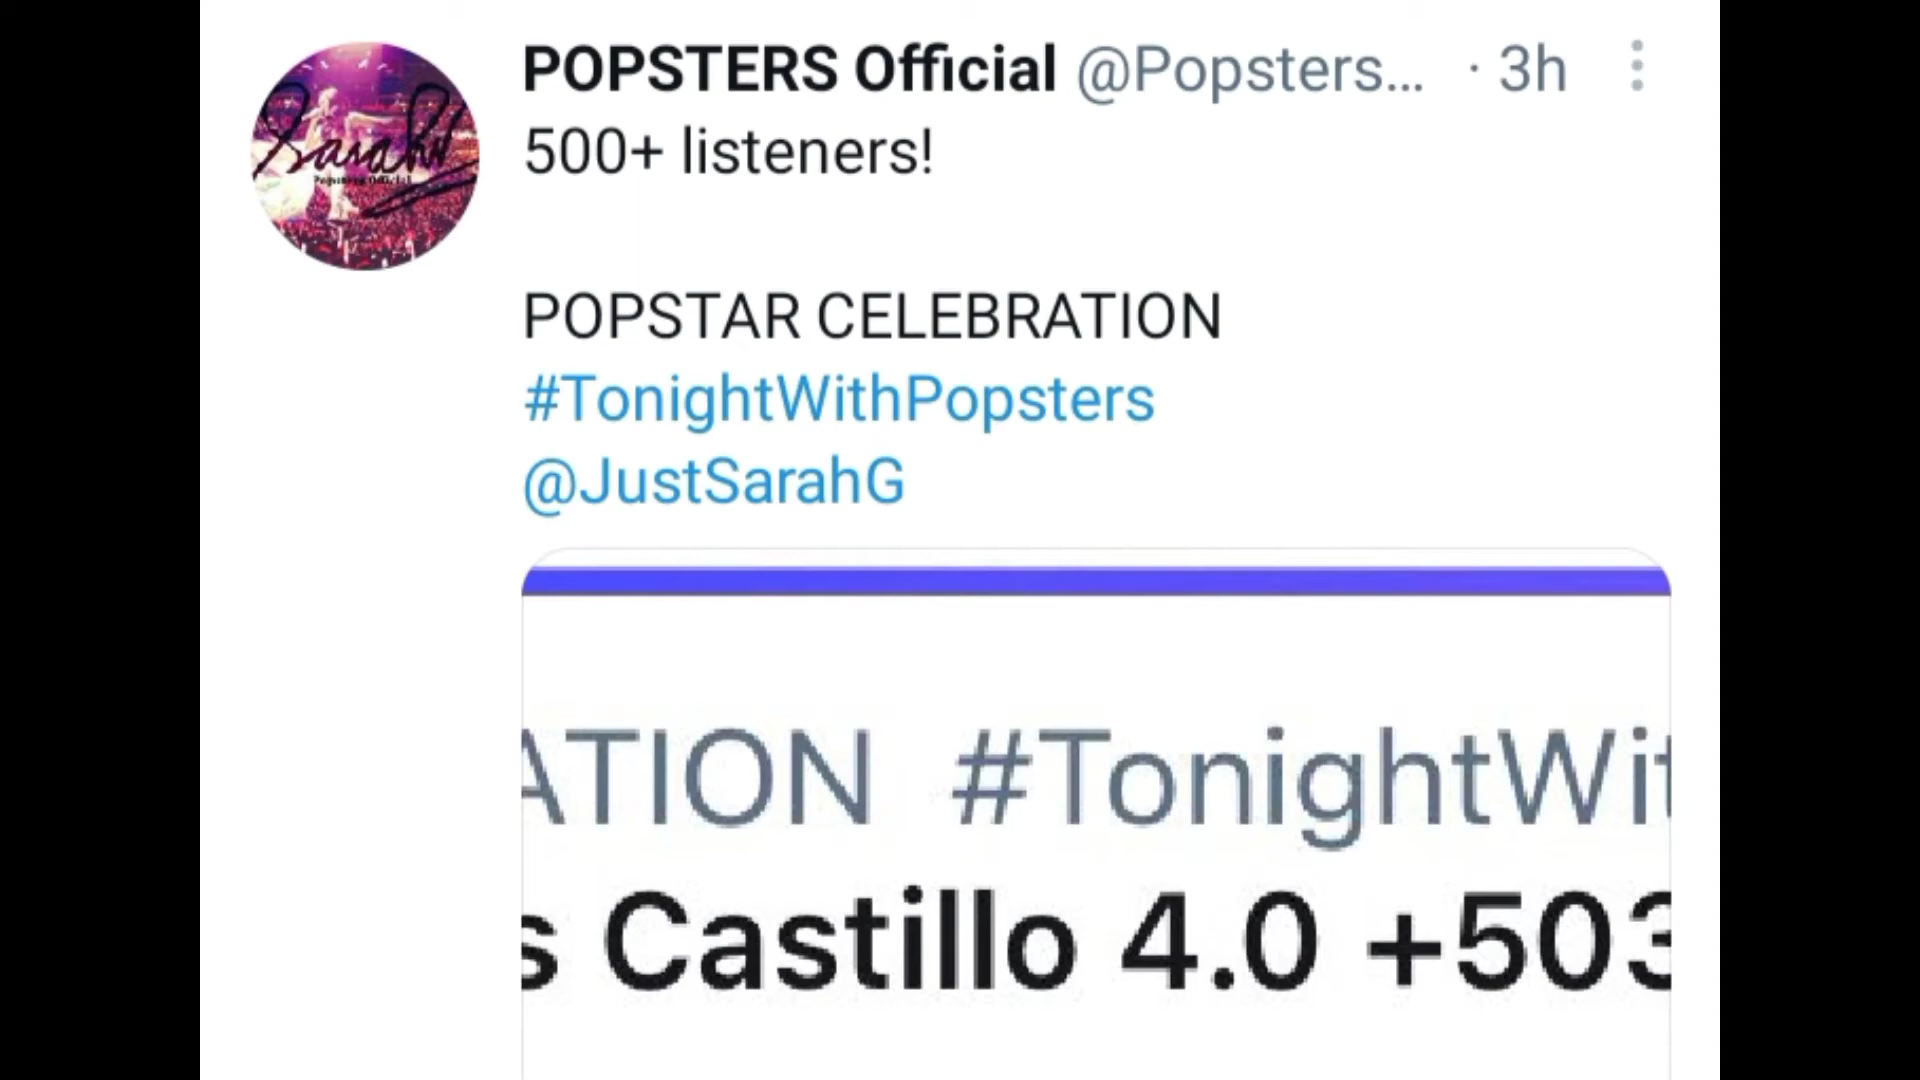 POPSTERS Official @Popsters... · 3h
500+ listeners!
POPSTAR CELEBRATION
#TonightWithPopsters
@JustSarahG
ATION #TonightWit
s Castillo 4.0 +503